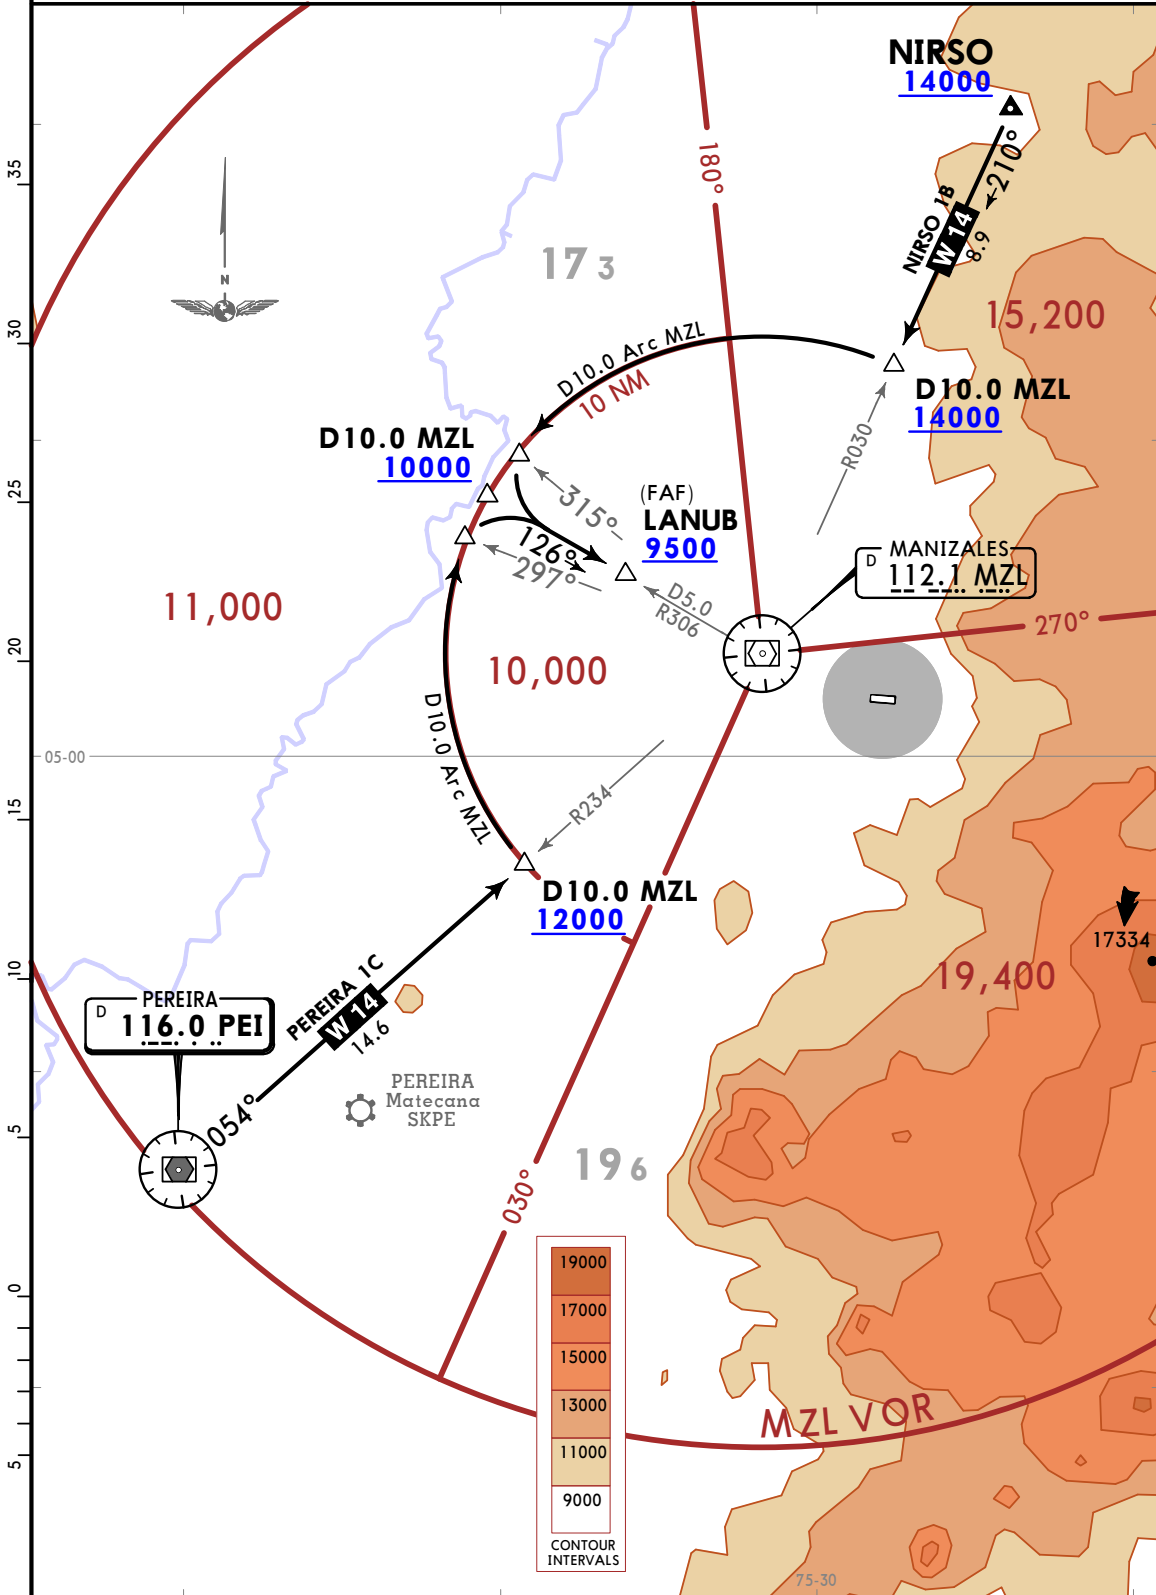 NIRSO
14000
35
180°
210°
NIRSO 1B
W 14
8.9
N
17 3
30
15,200
D10.0 Arc MZL
10 NM
D10.0 MZL
14000
D10.0 MZL
10000
R030
25
315°
(FAF)
LANUB
9500
126°
297°
MANIZALES
D 112.1 MZL
D5.0
R306
11,000
270°
20
10,000
D10.0 Arc MZL
05-00
15
R234
D10.0 MZL
12000
17334
10
19,400
PEREIRA
D 116.0 PEI
PEREIRA 1C
W 14
14.6
PEREIRA
Matecana
SKPE
054°
5
19 6
030°
0
19000
17000
15000
13000
11000
9000
CONTOUR
INTERVALS
MZL VOR
5
75-30